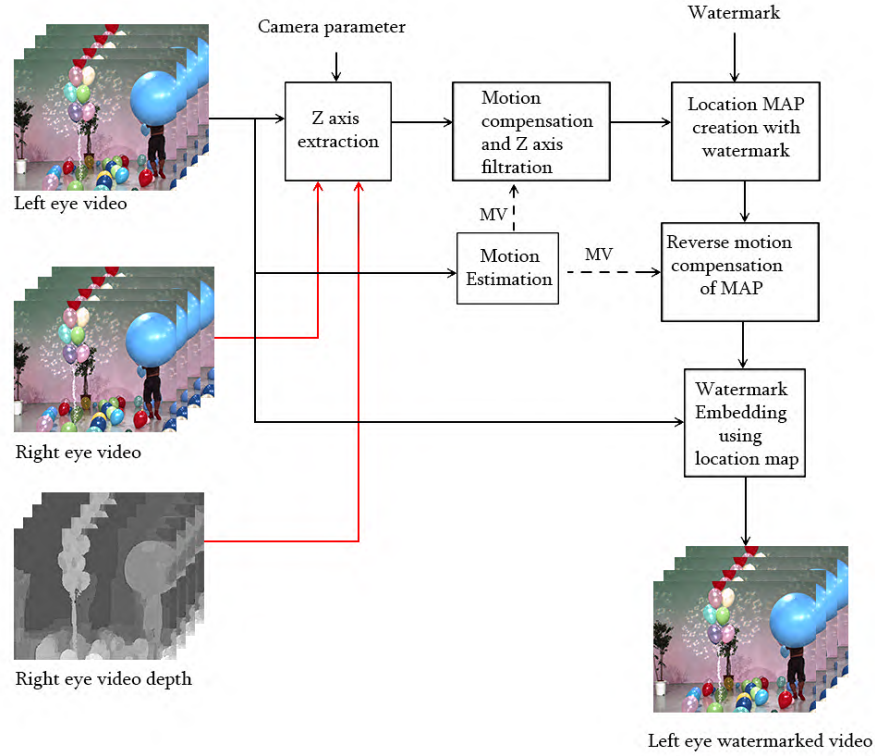 Camera parameter
Watermark
Z axis
extraction
Motion
compensation
and Z axis
filtration
Location MAP
creation with
watermark
Left eye video
MV
Motion
Estimation
MV
Reverse motion
compensation
of MAP
Right eye video
Watermark
Embedding
using
location map
Right eye video depth
Left eye watermarked video